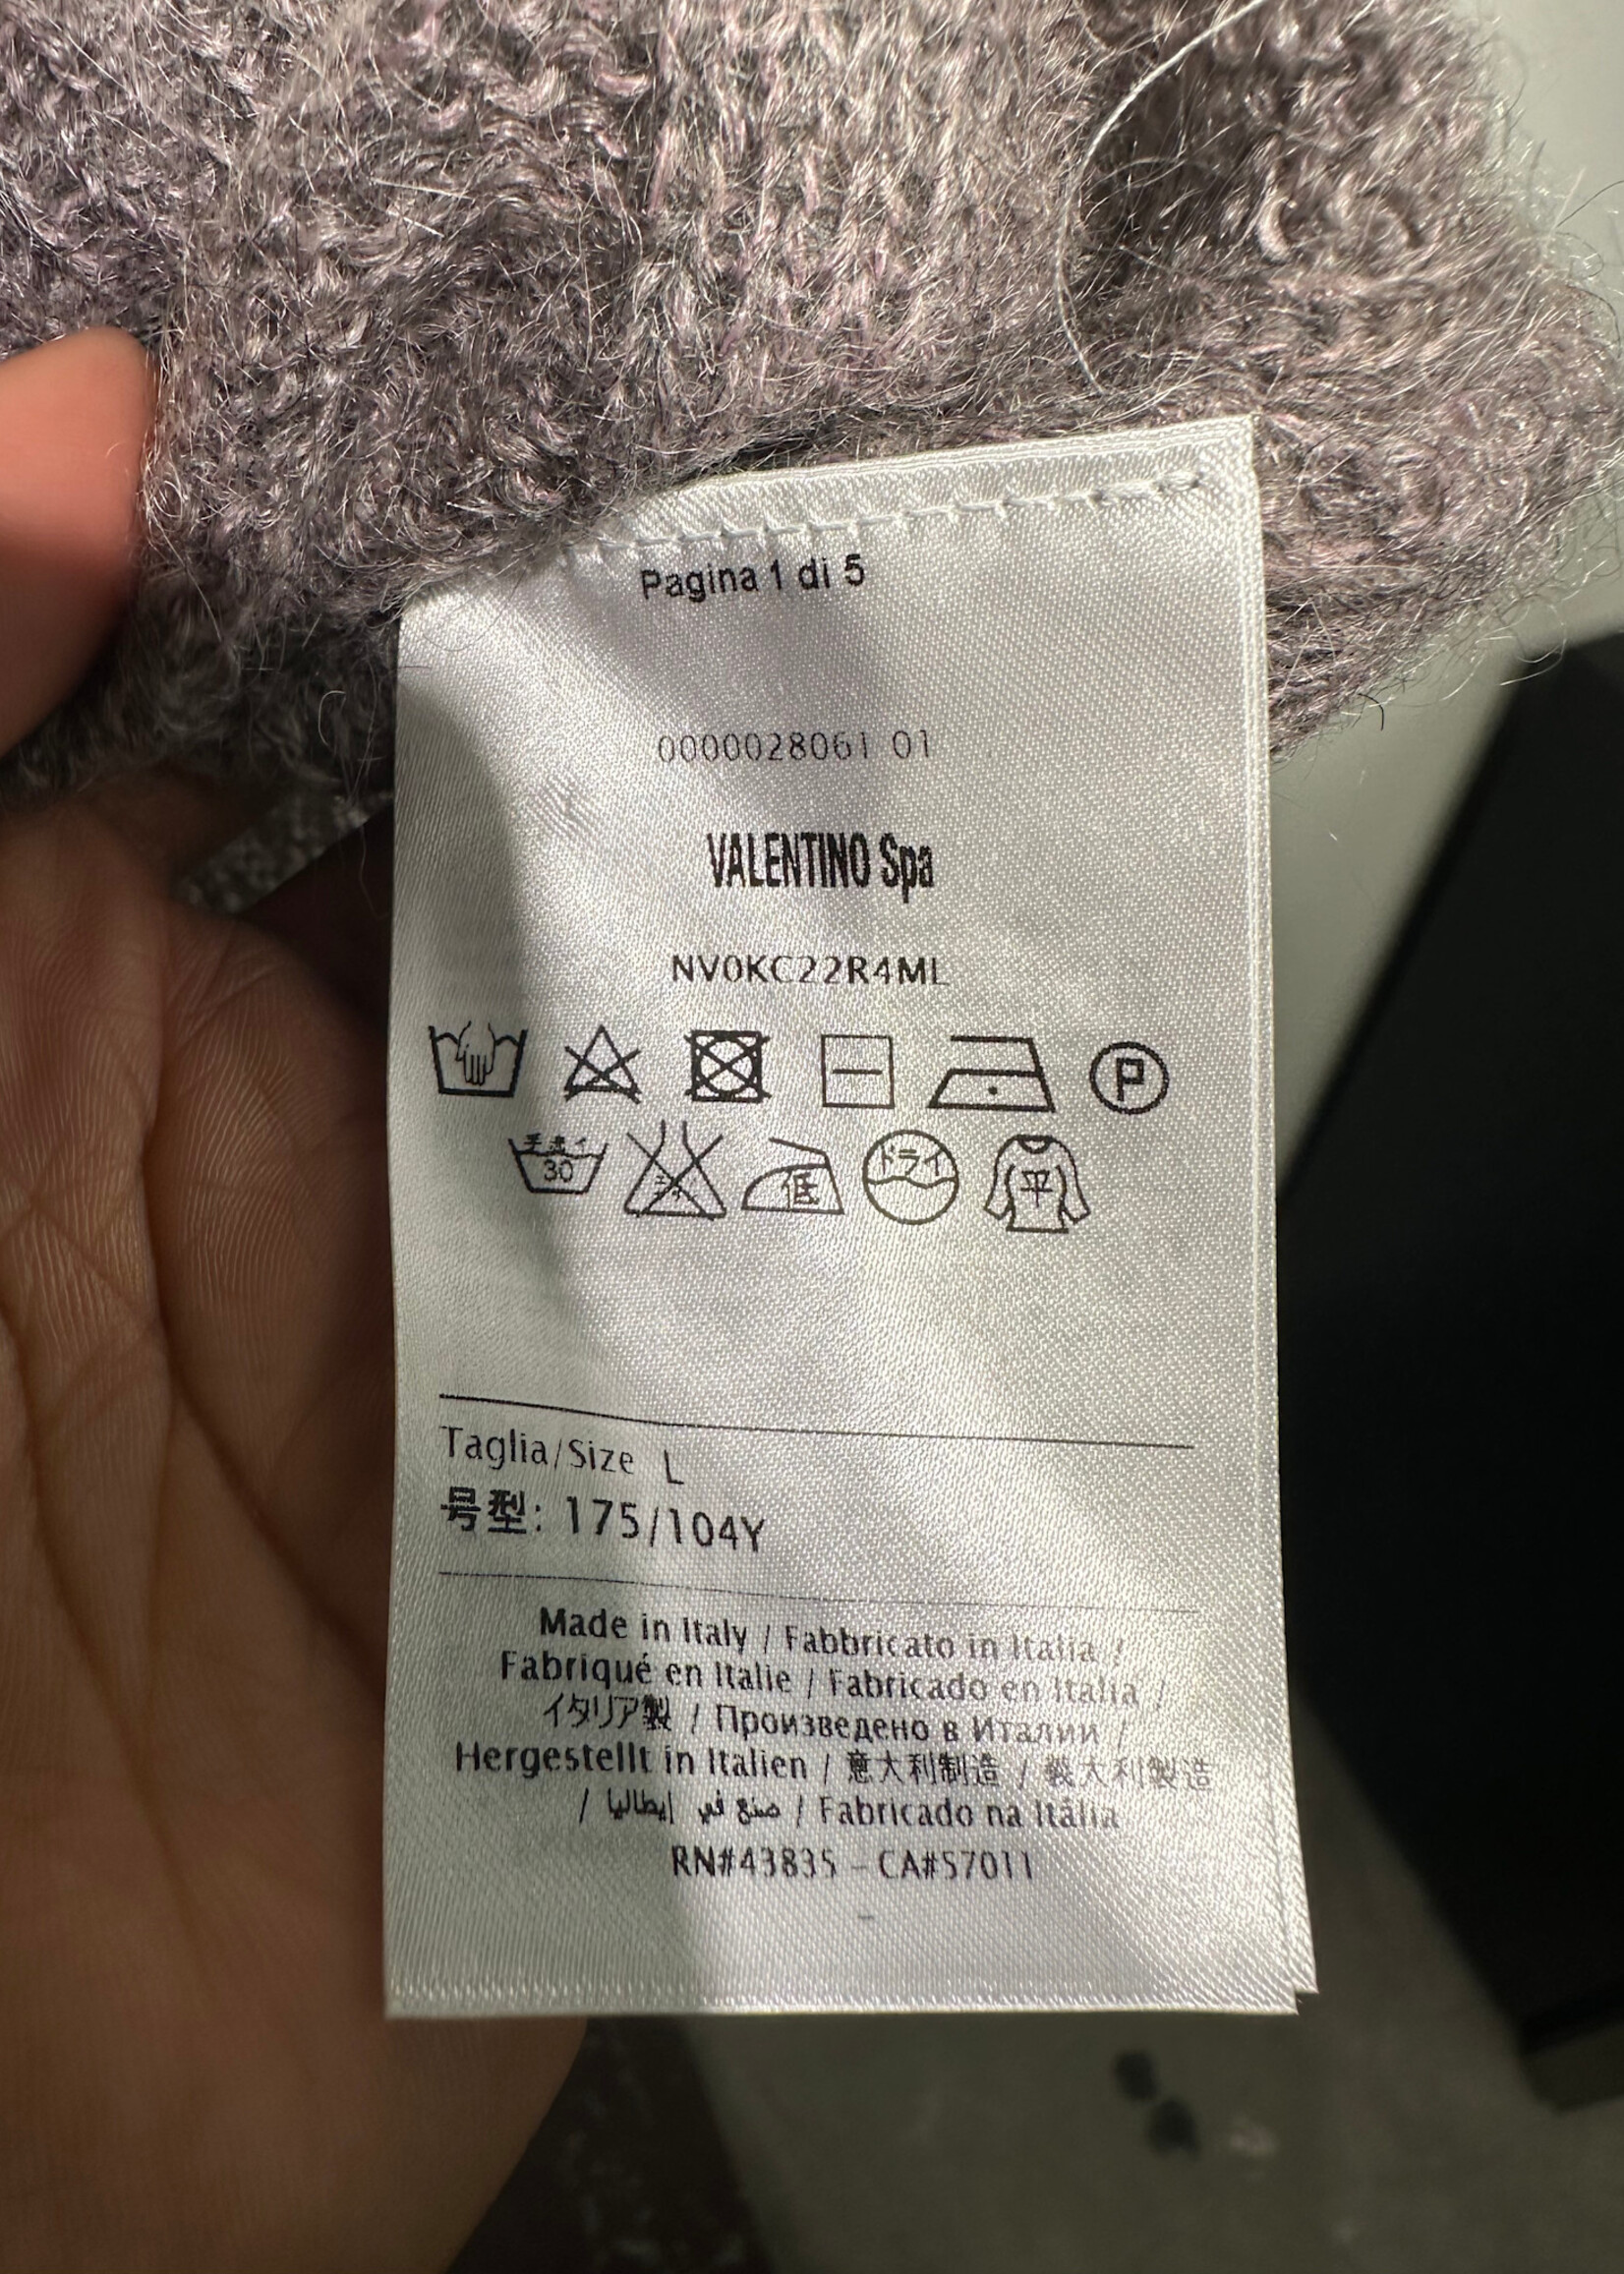 Pagina 1 di 5
0000028061 01
VALENTINO Spa
NV0KC22R4ML
P
手洗イ
30
低
ドライ
平
Taglia/Size L
号型: 175/104Y
Made in Italy / Fabbricato in Italia /
Fabriqué en Italie / Fabricado en Italia /
イタリア製 / Произведено в Италии /
Hergestellt in Italien / 意大利制造 / 義大利製造
/ صنع في إيطاليا / Fabricado na Itália
RN#43835 - CA#57011